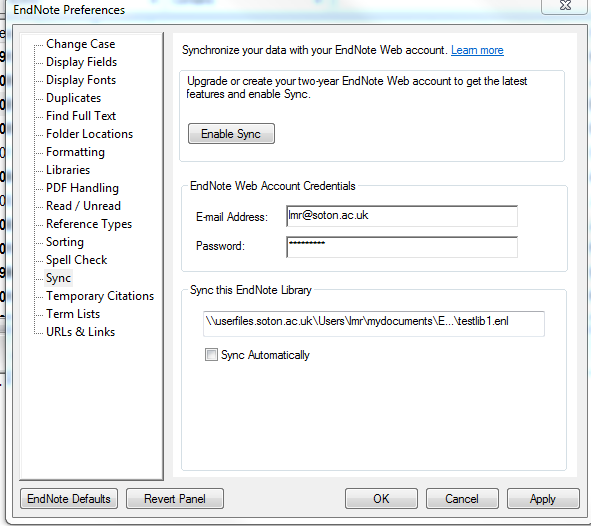 EndNote Preferences
Change Case
Display Fields
Display Fonts
Duplicates
Find Full Text
Folder Locations
Formatting
Libraries
PDF Handling
Read / Unread
Reference Types
Sorting
Spell Check
Sync
Temporary Citations
Term Lists
URLs & Links
Synchronize your data with your EndNote Web account. Learn more
Upgrade or create your two-year EndNote Web account to get the latest
features and enable Sync.
Enable Sync
EndNote Web Account Credentials
E-mail Address: lmr@soton.ac.uk
Password: *********
Sync this EndNote Library
\\userfiles.soton.ac.uk\Users\lmr\mydocuments\E...\testlib1.enl
Sync Automatically
EndNote Defaults Revert Panel OK Cancel Apply